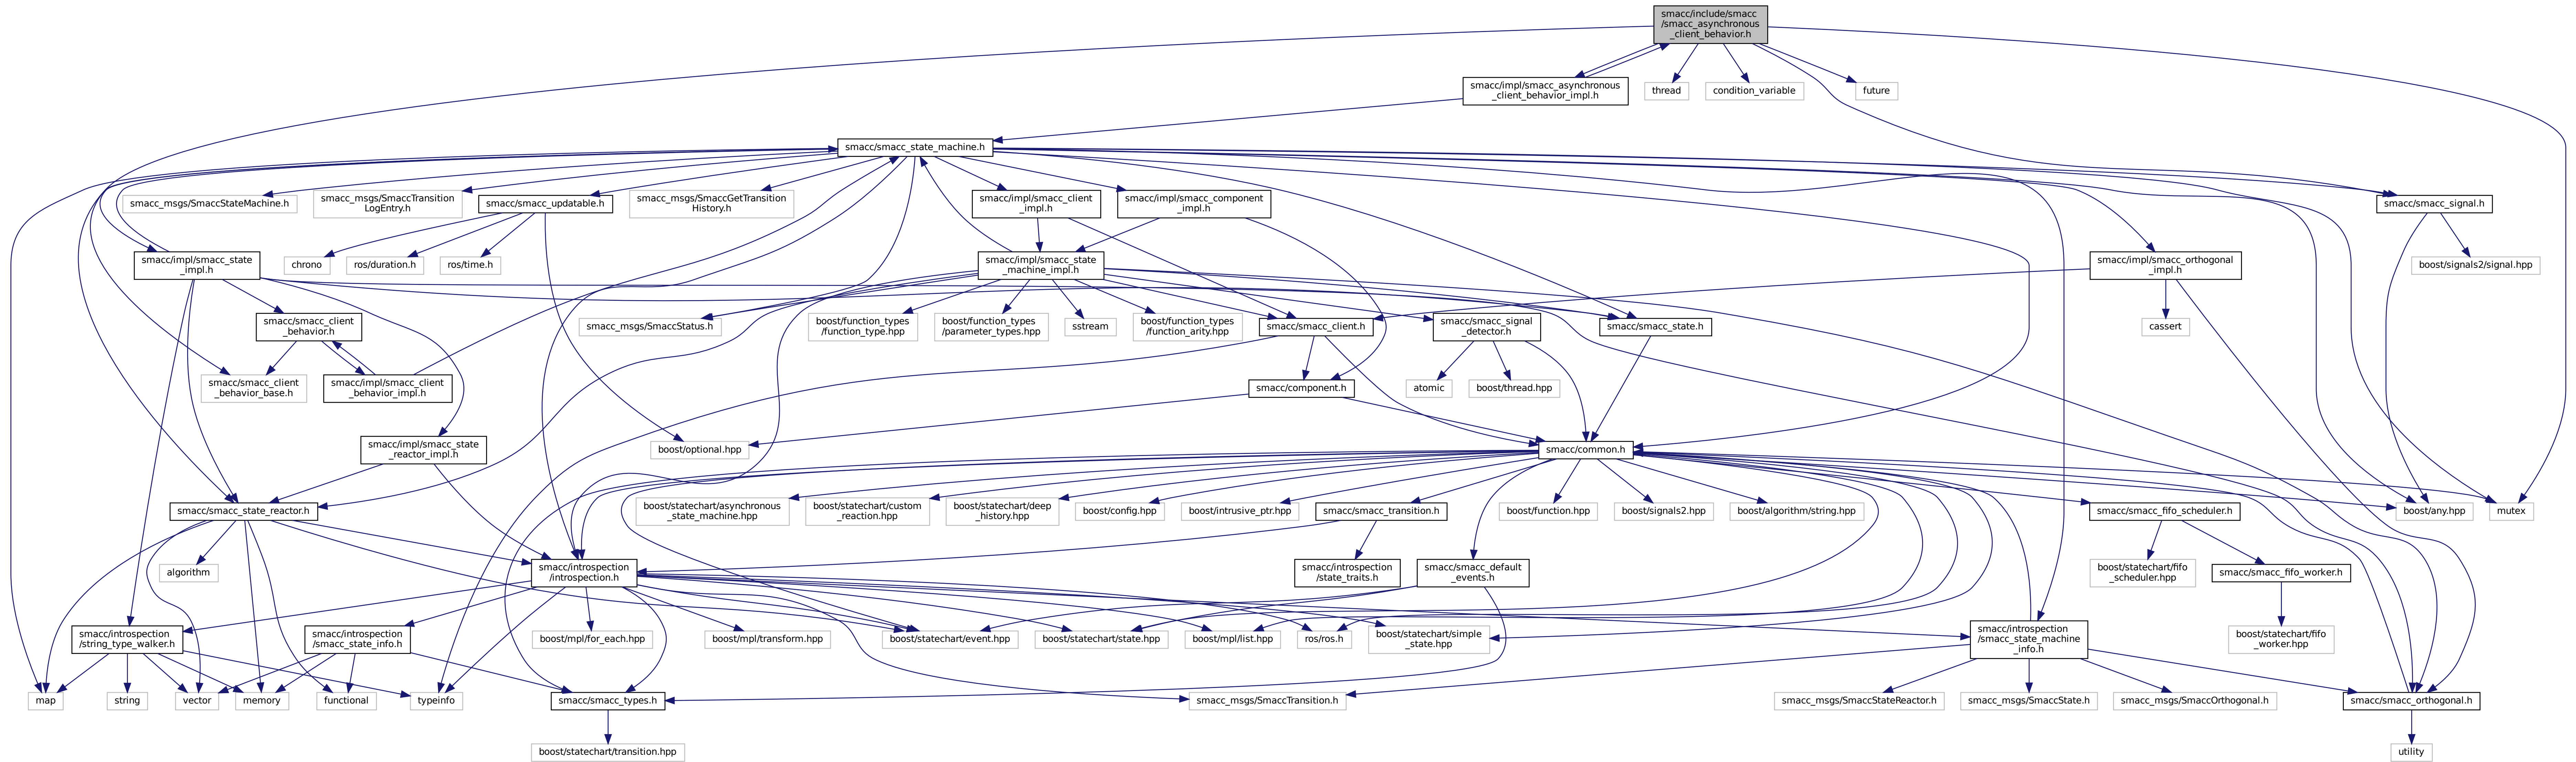 smacc/include/smacc
/smacc_asynchronous
_client_behavior.h
smacc/impl/smacc_asynchronous
_client_behavior_impl.h
thread
condition_variable
future
smacc/smacc_state_machine.h
smacc_msgs/SmaccStateMachine.h
smacc_msgs/SmaccTransition
LogEntry.h
smacc/smacc_updatable.h
smacc_msgs/SmaccGetTransition
History.h
smacc/impl/smacc_client
_impl.h
smacc/impl/smacc_component
_impl.h
smacc/smacc_signal.h
smacc/impl/smacc_state
_impl.h
chrono
ros/duration.h
ros/time.h
smacc/impl/smacc_state
_machine_impl.h
smacc/impl/smacc_orthogonal
_impl.h
boost/signals2/signal.hpp
smacc/smacc_client
_behavior.h
smacc_msgs/SmaccStatus.h
boost/function_types
/function_type.hpp
boost/function_types
/parameter_types.hpp
sstream
boost/function_types
/function_arity.hpp
smacc/smacc_client.h
smacc/smacc_signal
_detector.h
smacc/smacc_state.h
cassert
smacc/smacc_client
_behavior_base.h
smacc/impl/smacc_client
_behavior_impl.h
smacc/component.h
atomic
boost/thread.hpp
smacc/impl/smacc_state
_reactor_impl.h
boost/optional.hpp
smacc/common.h
smacc/smacc_state_reactor.h
boost/statechart/asynchronous
_state_machine.hpp
boost/statechart/custom
_reaction.hpp
boost/statechart/deep
_history.hpp
boost/config.hpp
boost/intrusive_ptr.hpp
smacc/smacc_transition.h
boost/function.hpp
boost/signals2.hpp
boost/algorithm/string.hpp
smacc/smacc_fifo_scheduler.h
boost/any.hpp
mutex
algorithm
smacc/introspection
/introspection.h
smacc/introspection
/state_traits.h
smacc/smacc_default
_events.h
boost/statechart/fifo
_scheduler.hpp
smacc/smacc_fifo_worker.h
smacc/introspection
/string_type_walker.h
smacc/introspection
/smacc_state_info.h
boost/mpl/for_each.hpp
boost/mpl/transform.hpp
boost/statechart/event.hpp
boost/statechart/state.hpp
boost/mpl/list.hpp
ros/ros.h
boost/statechart/simple
_state.hpp
smacc/introspection
/smacc_state_machine
_info.h
boost/statechart/fifo
_worker.hpp
map
string
vector
memory
functional
typeinfo
smacc/smacc_types.h
smacc_msgs/SmaccTransition.h
smacc_msgs/SmaccStateReactor.h
smacc_msgs/SmaccState.h
smacc_msgs/SmaccOrthogonal.h
smacc/smacc_orthogonal.h
boost/statechart/transition.hpp
utility